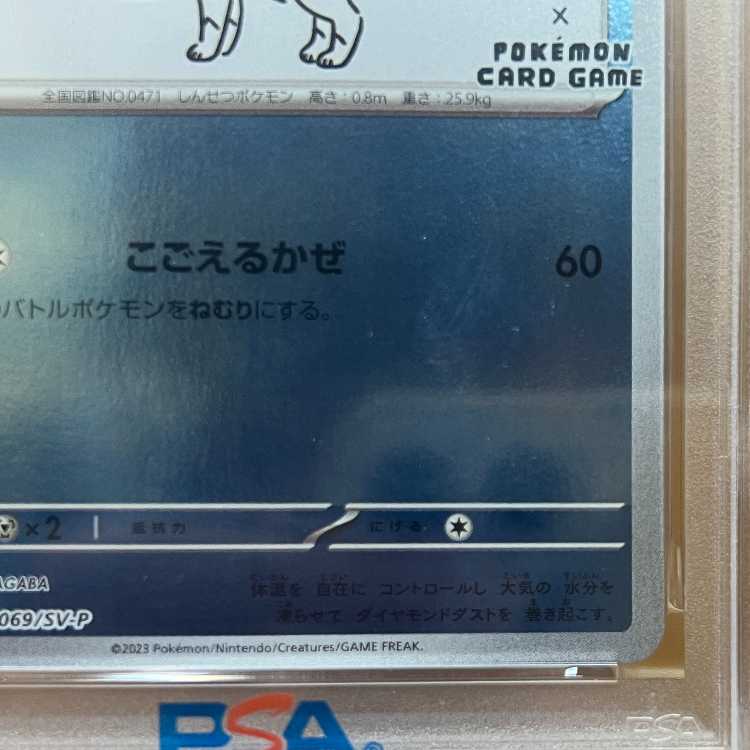 ×
POKÉMON
CARD GAME
全国図鑑NO.0471 しんせつポケモン 高さ:0.8m 重さ:25.9kg
こごえるかぜ 60
バトルポケモンをねむりにする。
×2 抵抗力 にげる
AGABA
体温を 自在に コントロールし 大気の 水分を
069/SV-P
凍らせて ダイヤモンドダストを 巻き起こす。
©2023 Pokémon/Nintendo/Creatures/GAME FREAK.
PSA®
PSA